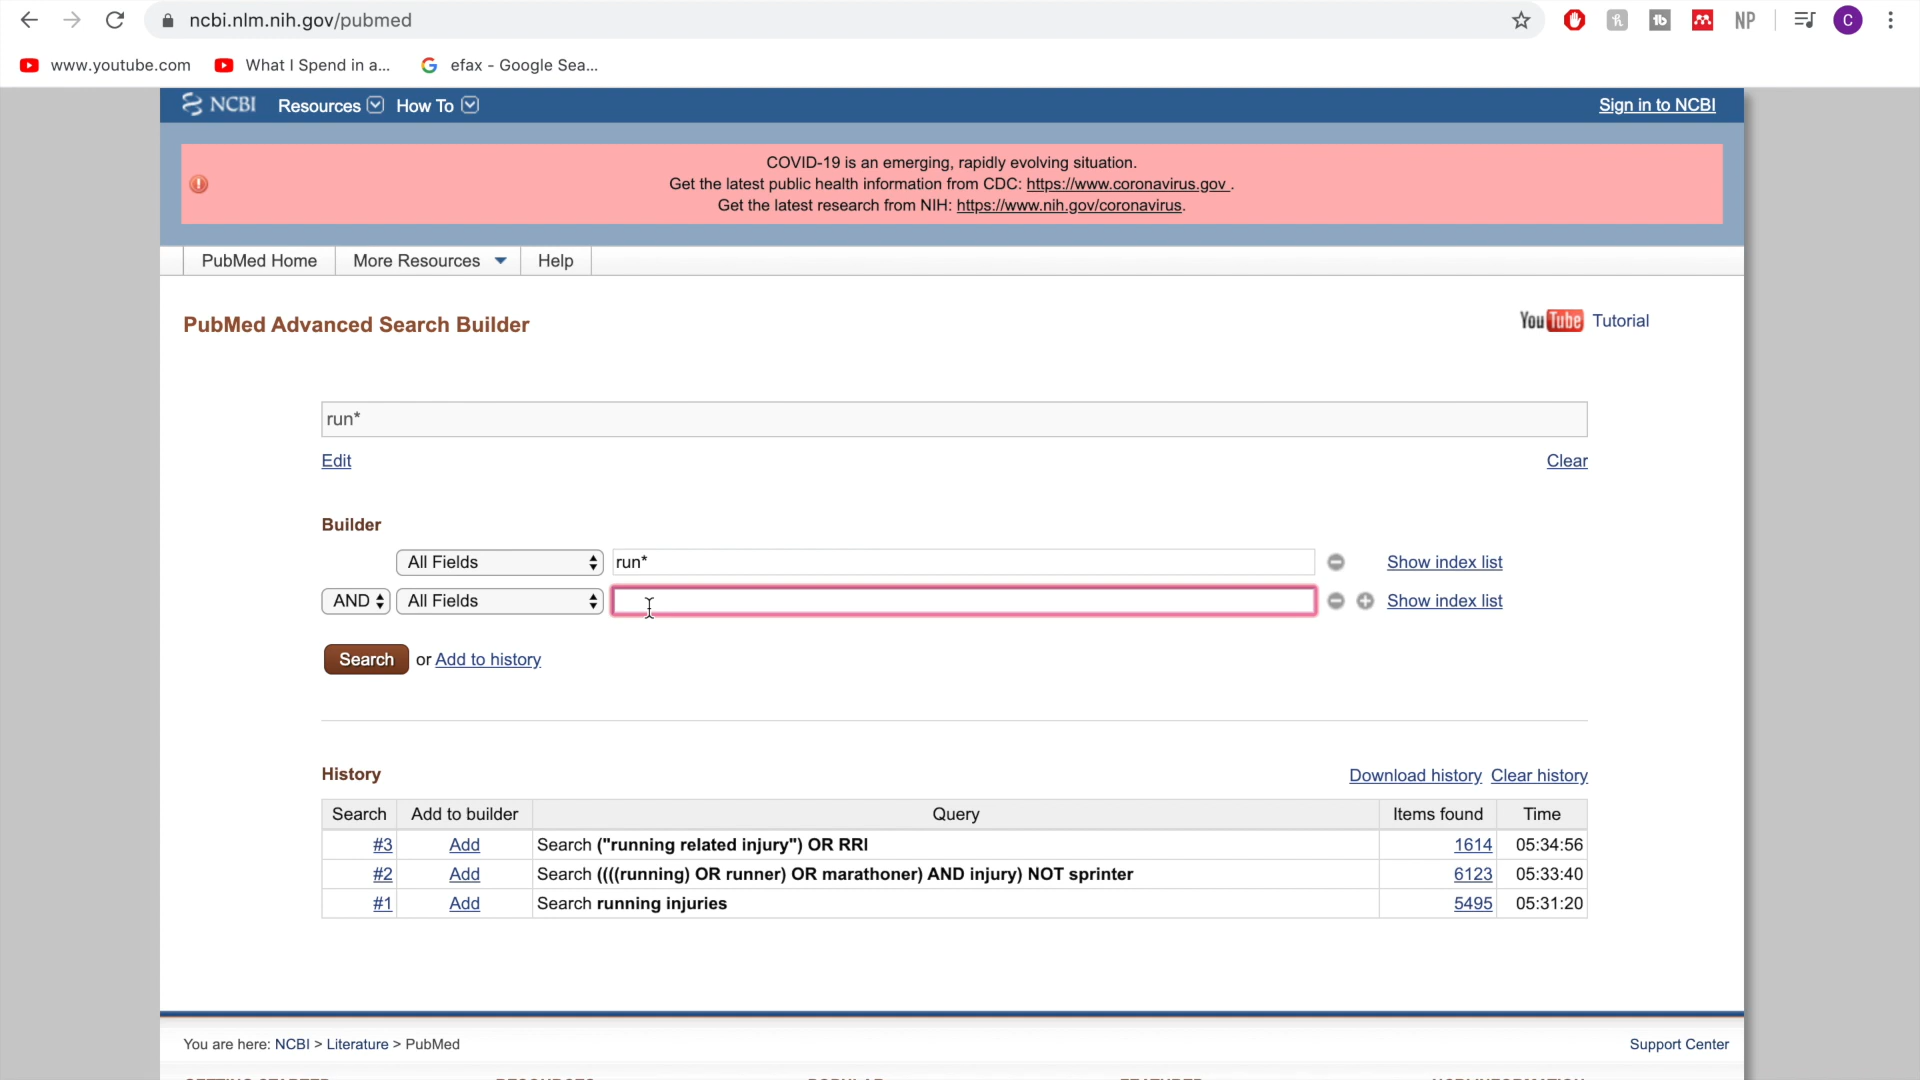 ncbi.nlm.nih.gov/pubmed
NP
C
www.youtube.com What I Spend in a... efax - Google Sea...
NCBI Resources How To Sign in to NCBI
COVID-19 is an emerging, rapidly evolving situation.
Get the latest public health information from CDC: https://www.coronavirus.gov .
Get the latest research from NIH: https://www.nih.gov/coronavirus.
PubMed Home More Resources Help
PubMed Advanced Search Builder
YouTube Tutorial
run*
Edit Clear
Builder
All Fields run* Show index list
AND All Fields Show index list
Search or Add to history
History Download history Clear history
Search Add to builder Query Items found Time
#3 Add Search ("running related injury") OR RRI 1614 05:34:56
#2 Add Search ((((running) OR runner) OR marathoner) AND injury) NOT sprinter 6123 05:33:40
#1 Add Search running injuries 5495 05:31:20
You are here: NCBI > Literature > PubMed Support Center
GETTING STARTED RESOURCES POPULAR FEATURED NCBI INFORMATION